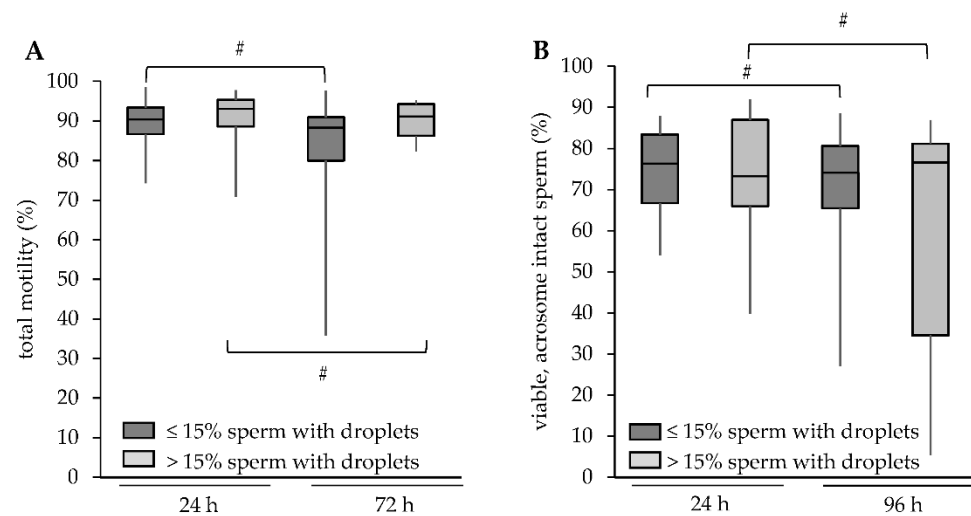 A
#
total motility (%)
100
90
80
70
60
50
40
30
20
10
0
#
≤ 15% sperm with droplets
> 15% sperm with droplets
24 h
72 h
B
#
#
viable, acrosome intact sperm (%)
100
90
80
70
60
50
40
30
20
10
0
≤ 15% sperm with droplets
> 15% sperm with droplets
24 h
96 h